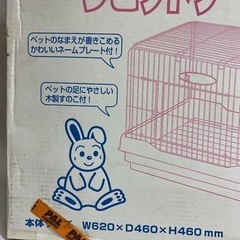 ペットのなまえが書きこめる
かわいいネームプレート付!
ペットの足にやさしい
木製すのこ付!
本体
W620×D460×H460mm